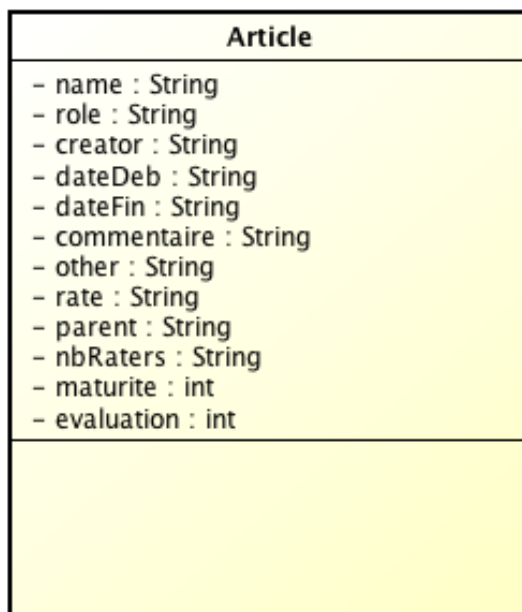 Article
- name : String
- role : String
- creator : String
- dateDeb : String
- dateFin : String
- commentaire : String
- other : String
- rate : String
- parent : String
- nbRaters : String
- maturite : int
- evaluation : int